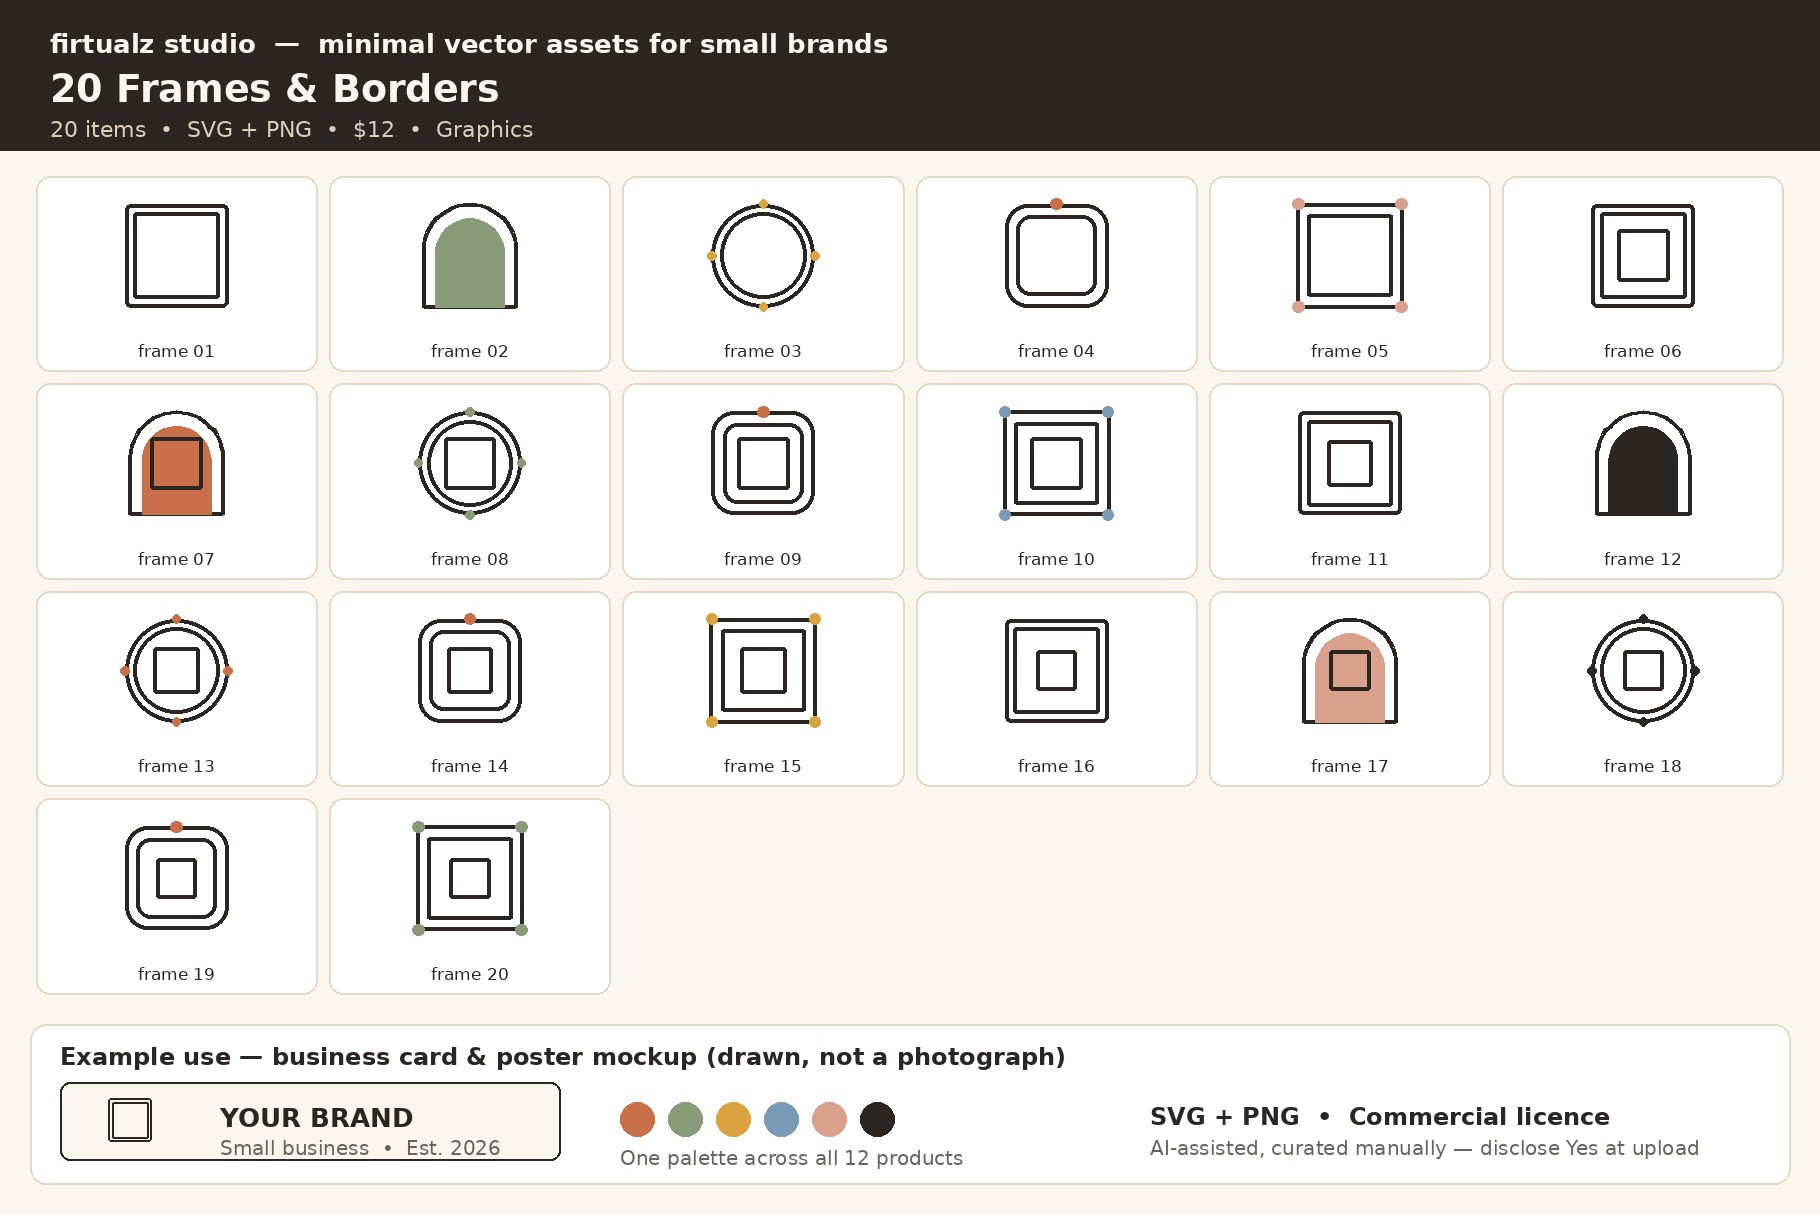 firtualz studio — minimal vector assets for small brands
20 Frames & Borders
20 items • SVG + PNG • $12 • Graphics
frame 01
frame 02
frame 03
frame 04
frame 05
frame 06
frame 07
frame 08
frame 09
frame 10
frame 11
frame 12
frame 13
frame 14
frame 15
frame 16
frame 17
frame 18
frame 19
frame 20
Example use — business card & poster mockup (drawn, not a photograph)
YOUR BRAND
Small business • Est. 2026
One palette across all 12 products
SVG + PNG • Commercial licence
AI-assisted, curated manually — disclose Yes at upload